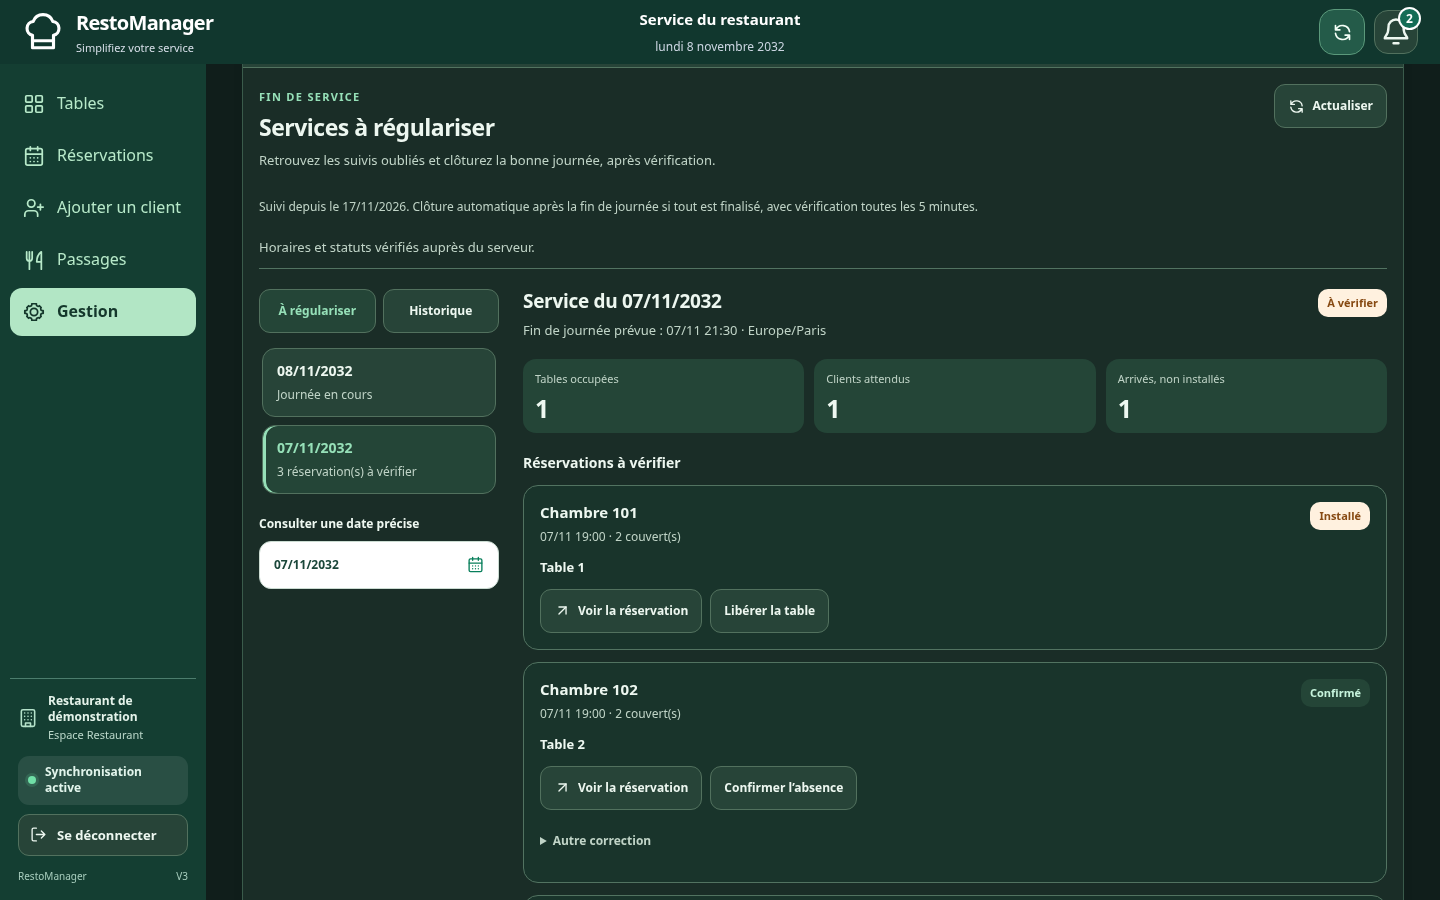 RestoManager
Simplifiez votre service
Service du restaurant
lundi 8 novembre 2032
2
Tables
Réservations
Ajouter un client
Passages
Gestion
Restaurant de
démonstration
Espace Restaurant
Synchronisation
active
Se déconnecter
RestoManager
V3
FIN DE SERVICE
Services à régulariser
Retrouvez les suivis oubliés et clôturez la bonne journée, après vérification.
Actualiser
Suivi depuis le 17/11/2026. Clôture automatique après la fin de journée si tout est finalisé, avec vérification toutes les 5 minutes.
Horaires et statuts vérifiés auprès du serveur.
À régulariser
Historique
08/11/2032
Journée en cours
07/11/2032
3 réservation(s) à vérifier
Consulter une date précise
07/11/2032
Service du 07/11/2032
À vérifier
Fin de journée prévue : 07/11 21:30 · Europe/Paris
Tables occupées
1
Clients attendus
1
Arrivés, non installés
1
Réservations à vérifier
Chambre 101
Installé
07/11 19:00 · 2 couvert(s)
Table 1
Voir la réservation
Libérer la table
Chambre 102
Confirmé
07/11 19:00 · 2 couvert(s)
Table 2
Voir la réservation
Confirmer l’absence
Autre correction